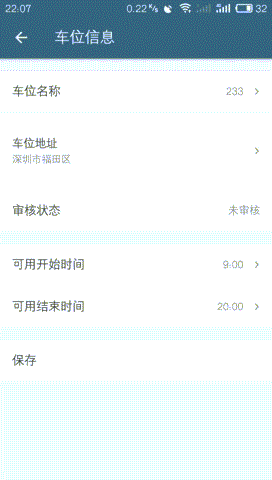 22:07 0.22 K/s 32
车位信息
车位名称 233
车位地址
深圳市福田区
审核状态 未审核
可用开始时间 9:00
可用结束时间 20:00
保存